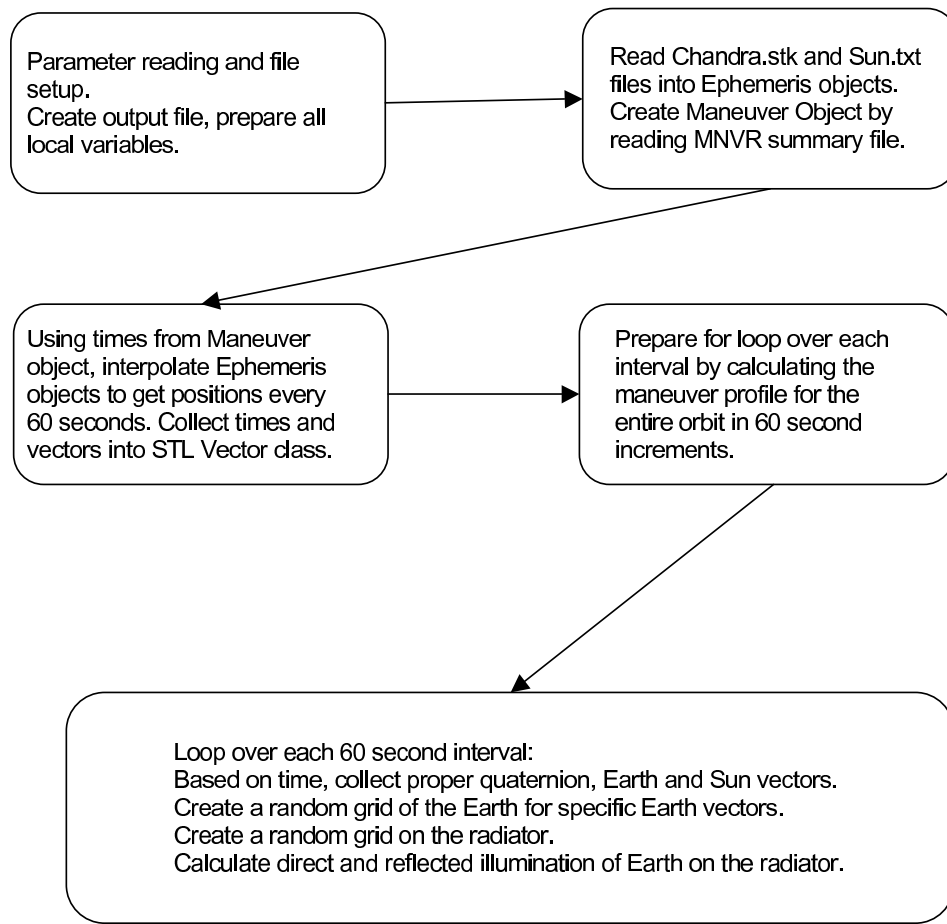 Parameter reading and file
setup.
Create output file, prepare all
local variables.
Read Chandra.stk and Sun.txt
files into Ephemeris objects.
Create Maneuver Object by
reading MNVR summary file.
Using times from Maneuver
object, interpolate Ephemeris
objects to get positions every
60 seconds. Collect times and
vectors into STL Vector class.
Prepare for loop over each
interval by calculating the
maneuver profile for the
entire orbit in 60 second
increments.
Loop over each 60 second interval:
Based on time, collect proper quaternion, Earth and Sun vectors.
Create a random grid of the Earth for specific Earth vectors.
Create a random grid on the radiator.
Calculate direct and reflected illumination of Earth on the radiator.